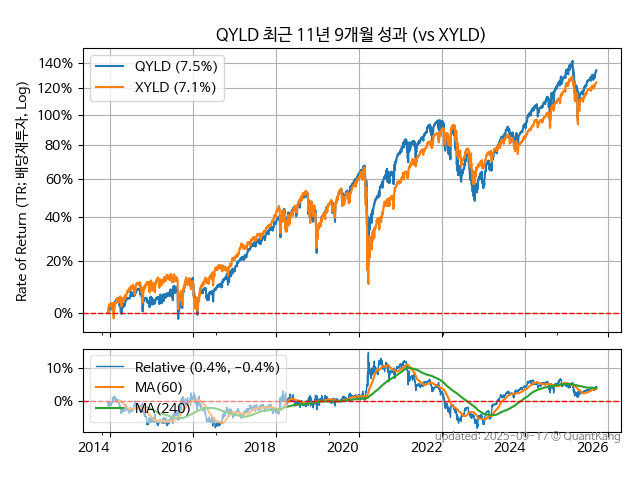 QYLD 최근 11년 9개월 성과 (vs XYLD)
Rate of Return (TR: 배당재투자, Log)
140%
120%
100%
80%
60%
40%
20%
0%
QYLD (7.5%)
XYLD (7.1%)
10%
0%
Relative (0.4%, −0.4%)
MA(60)
MA(240)
2014 2016 2018 2020 2022 2024 2026
updated: 2025-09-17 © QuantKang